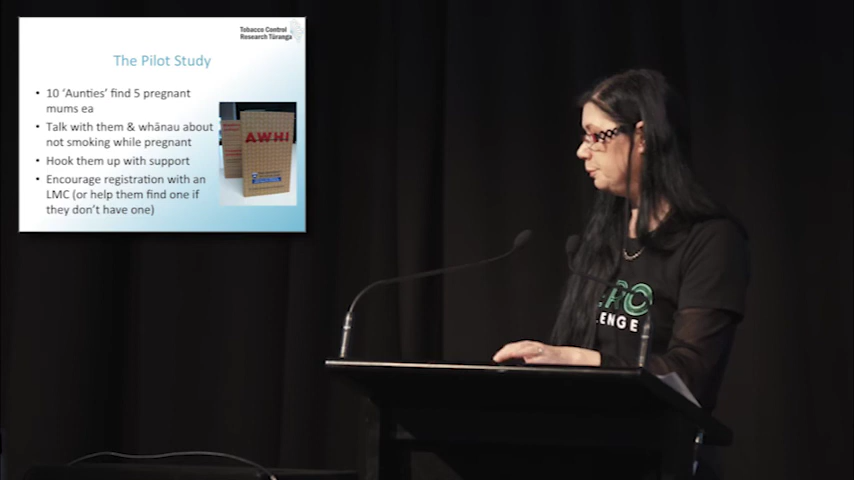 Tobacco Control
Research Tūranga
The Pilot Study
• 10 ‘Aunties’ find 5 pregnant
mums ea
• Talk with them & whānau about
not smoking while pregnant
• Hook them up with support
• Encourage registration with an
LMC (or help them find one if
they don’t have one)
AWHI
RO
LENGE